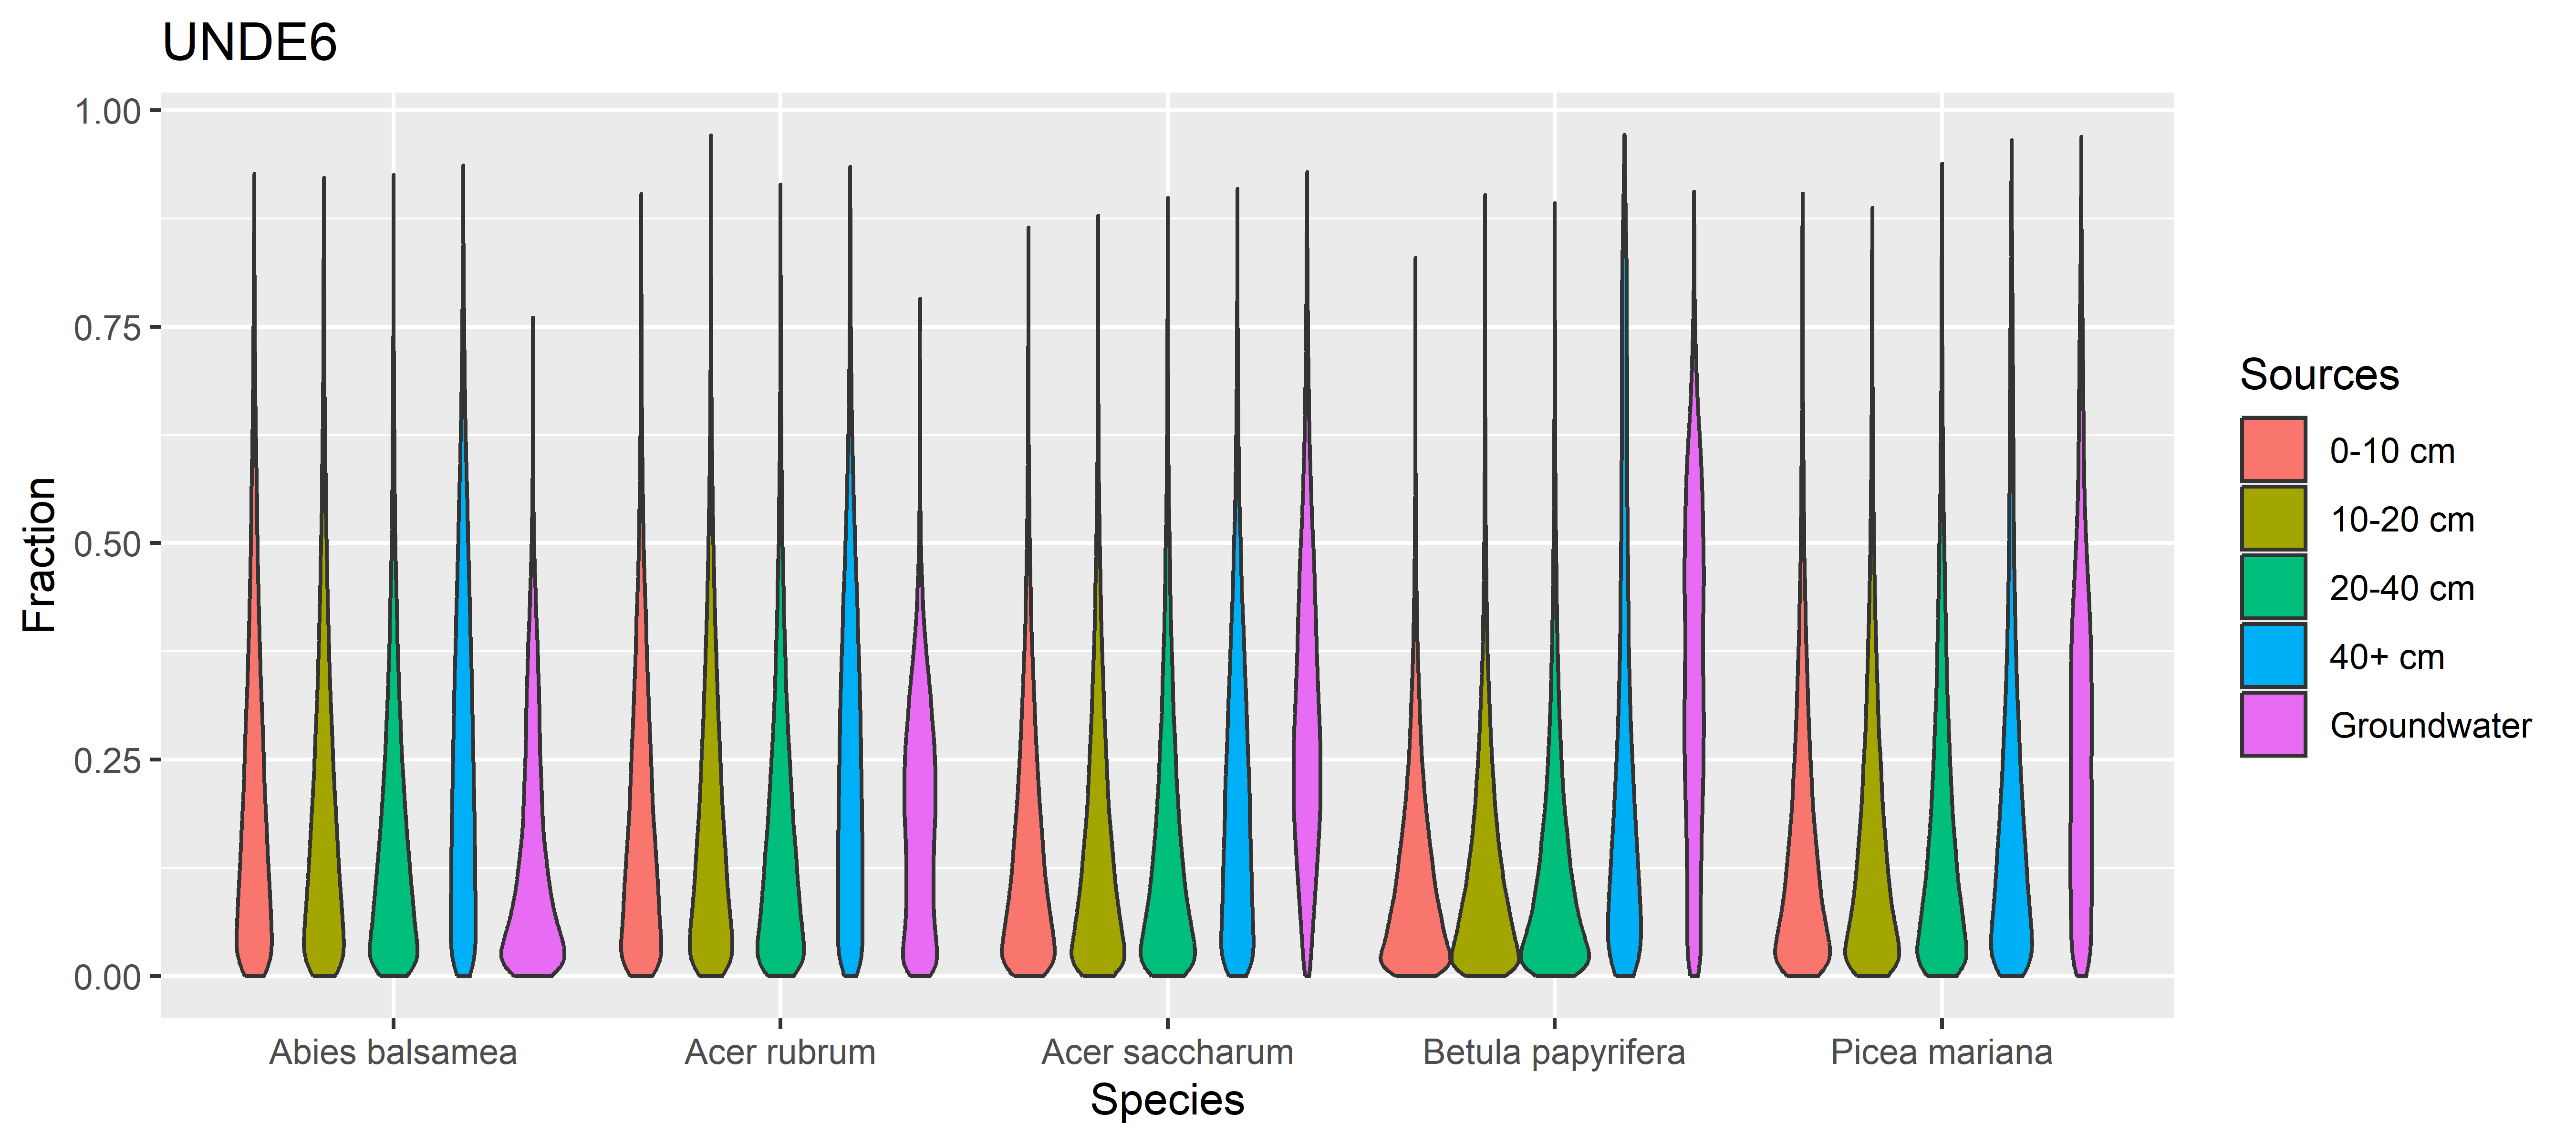 UNDE6
1.00
0.75
0.50
0.25
0.00
Fraction
Abies balsamea
Acer rubrum
Acer saccharum
Betula papyrifera
Picea mariana
Species
Sources
0-10 cm
10-20 cm
20-40 cm
40+ cm
Groundwater